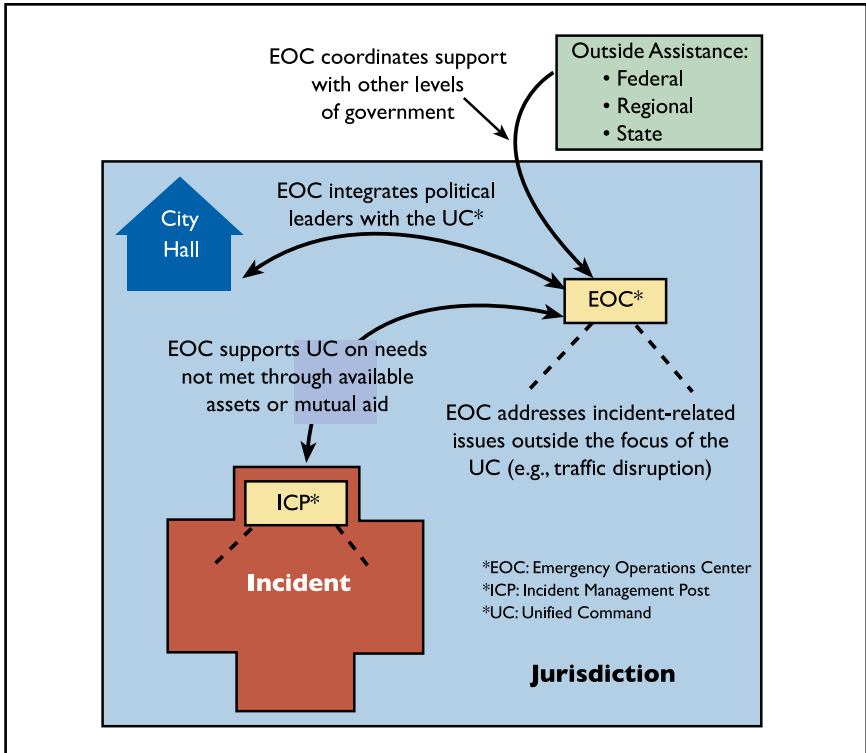 EOC coordinates support
with other levels
of government
Outside Assistance:
• Federal
• Regional
• State
City
Hall
EOC integrates political
leaders with the UC*
EOC*
EOC supports UC on needs
not met through available
assets or mutual aid
EOC addresses incident-related
issues outside the focus of the
UC (e.g., traffic disruption)
ICP*
Incident
*EOC: Emergency Operations Center
*ICP: Incident Management Post
*UC: Unified Command
Jurisdiction